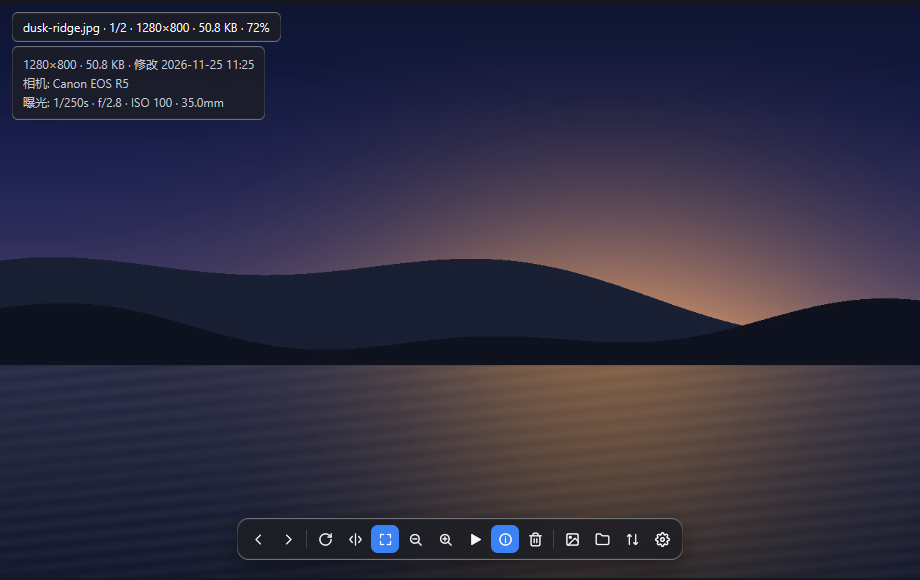 dusk-ridge.jpg · 1/2 · 1280×800 · 50.8 KB · 72%
1280×800 · 50.8 KB · 修改 2026-11-25 11:25
相机: Canon EOS R5
曝光: 1/250s · f/2.8 · ISO 100 · 35.0mm